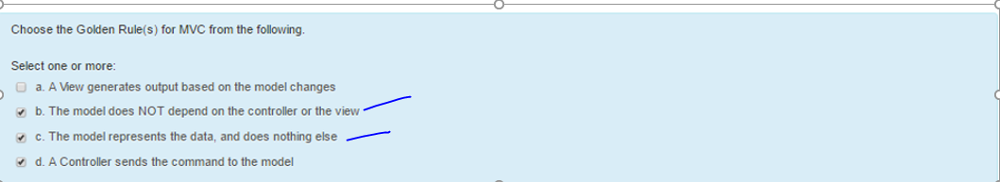 Choose the Golden Rule(s) for MVC from the following.
Select one or more:
a. A View generates output based on the model changes
b. The model does NOT depend on the controller or the view
c. The model represents the data, and does nothing else
d. A Controller sends the command to the model